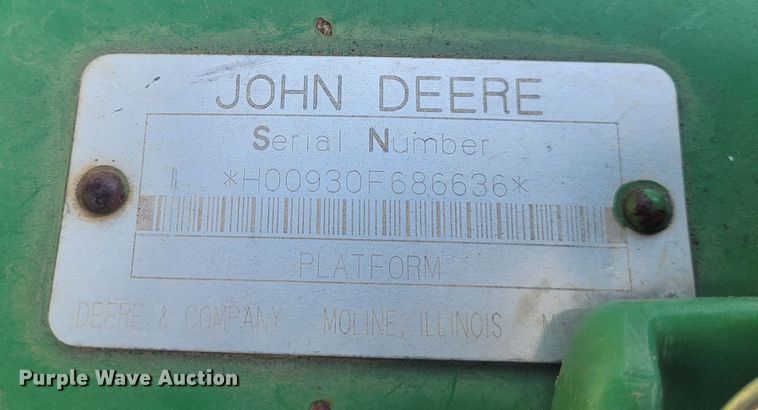 JOHN DEERE
Serial Number
*H00930F686636*
PLATFORM
DEERE & COMPANY MOLINE, ILLINOIS
Purple Wave Auction